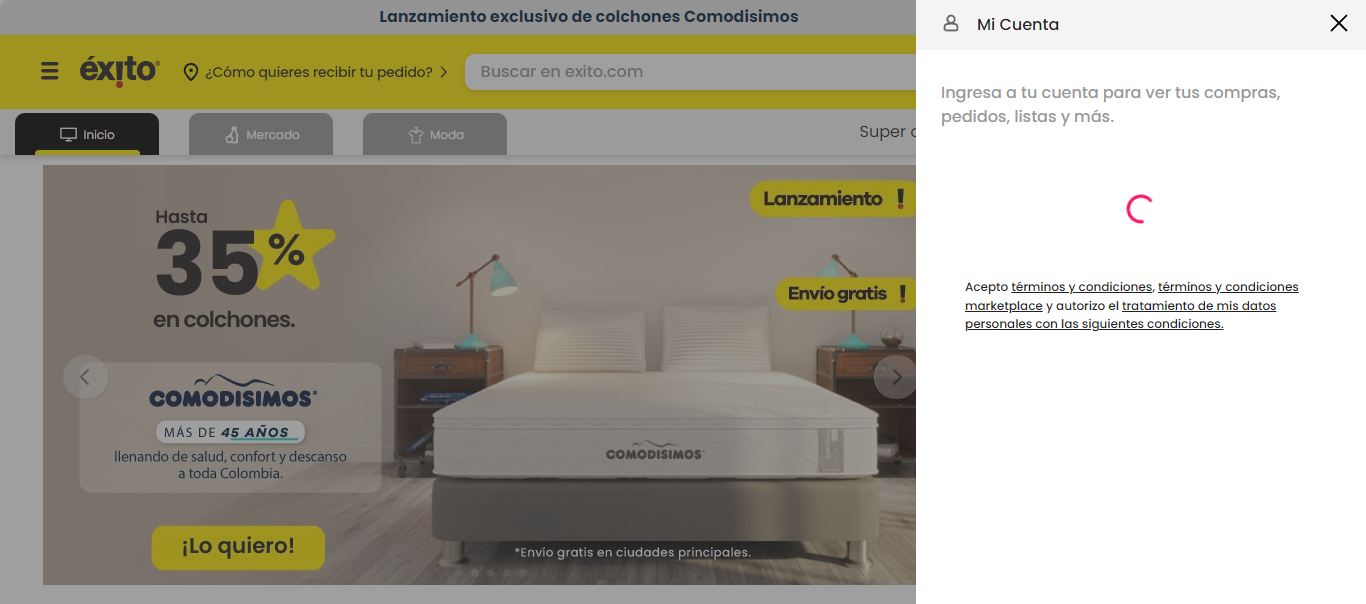 Lanzamiento exclusivo de colchones Comodisimos
éxito
¿Cómo quieres recibir tu pedido?
Buscar en exito.com
Inicio
Mercado
Moda
Super
Hasta
35%
en colchones.
COMODISIMOS
MÁS DE 45 AÑOS
llenando de salud, confort y descanso
a toda Colombia.
¡Lo quiero!
Lanzamiento !
Envío gratis !
COMODISIMOS
*Envío gratis en ciudades principales.
Mi Cuenta
Ingresa a tu cuenta para ver tus compras,
pedidos, listas y más.
Acepto términos y condiciones, términos y condiciones
marketplace y autorizo el tratamiento de mis datos
personales con las siguientes condiciones.